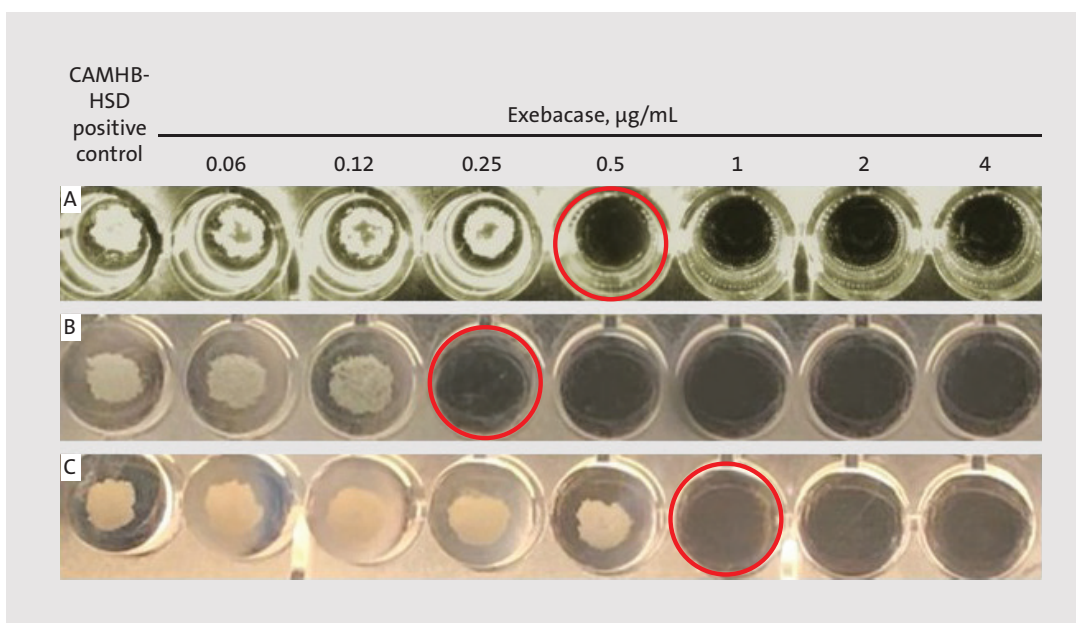 CAMHB-
HSD
positive
control
Exebacase, µg/mL
0.06 0.12 0.25 0.5 1 2 4
A
B
C